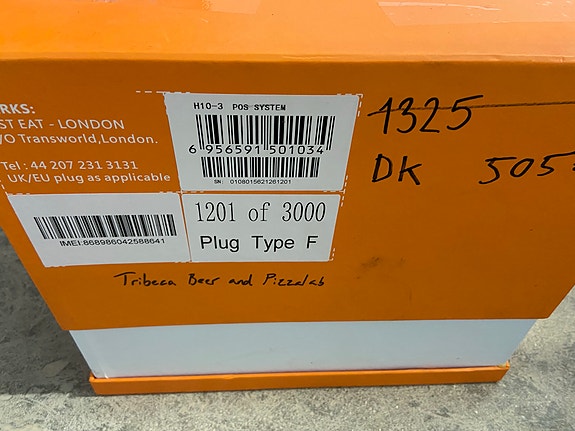 RKS:
ST EAT - LONDON
/O Transworld,London.
Tel : 44 207 231 3131
UK/EU plug as applicable
H10-3 POS SYSTEM
6 956591 501034
SN: 0108015621261201
IMEI:868986042588641
1201 of 3000
Plug Type F
1325
DK 505
Tribeca Beer and Pizzalab